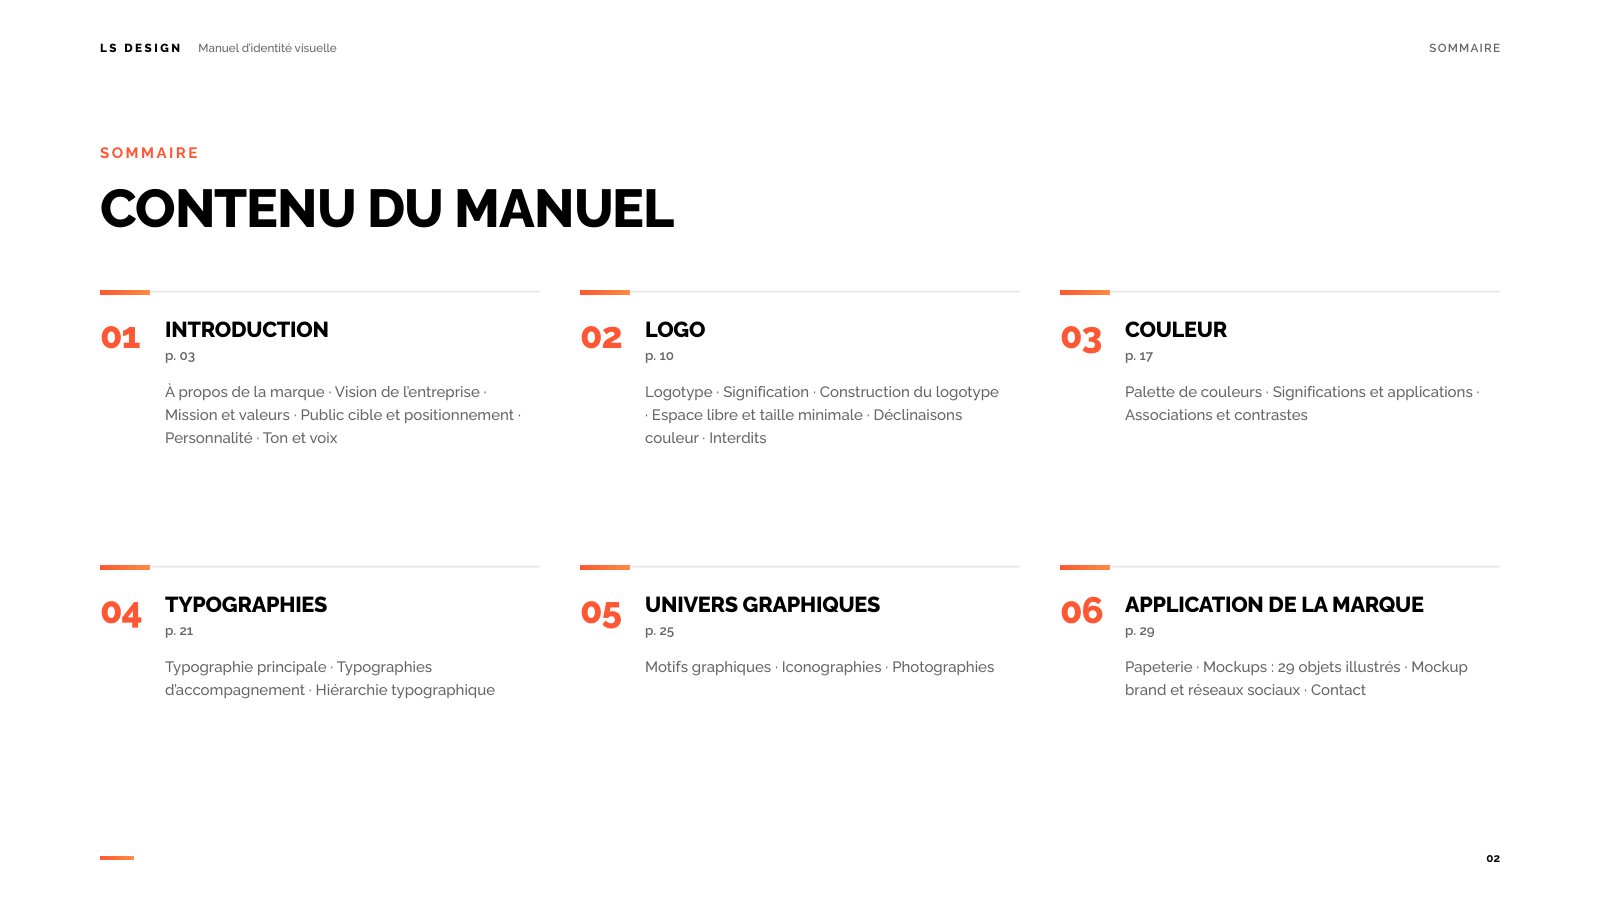 LS DESIGN Manuel d'identité visuelle
SOMMAIRE
SOMMAIRE
CONTENU DU MANUEL
01 INTRODUCTION
p. 03
À propos de la marque · Vision de l'entreprise ·
Mission et valeurs · Public cible et positionnement ·
Personnalité · Ton et voix
02 LOGO
p. 10
Logotype · Signification · Construction du logotype
· Espace libre et taille minimale · Déclinaisons
couleur · Interdits
03 COULEUR
p. 17
Palette de couleurs · Significations et applications ·
Associations et contrastes
04 TYPOGRAPHIES
p. 21
Typographie principale · Typographies
d'accompagnement · Hiérarchie typographique
05 UNIVERS GRAPHIQUES
p. 25
Motifs graphiques · Iconographies · Photographies
06 APPLICATION DE LA MARQUE
p. 29
Papeterie · Mockups : 29 objets illustrés · Mockup
brand et réseaux sociaux · Contact
02